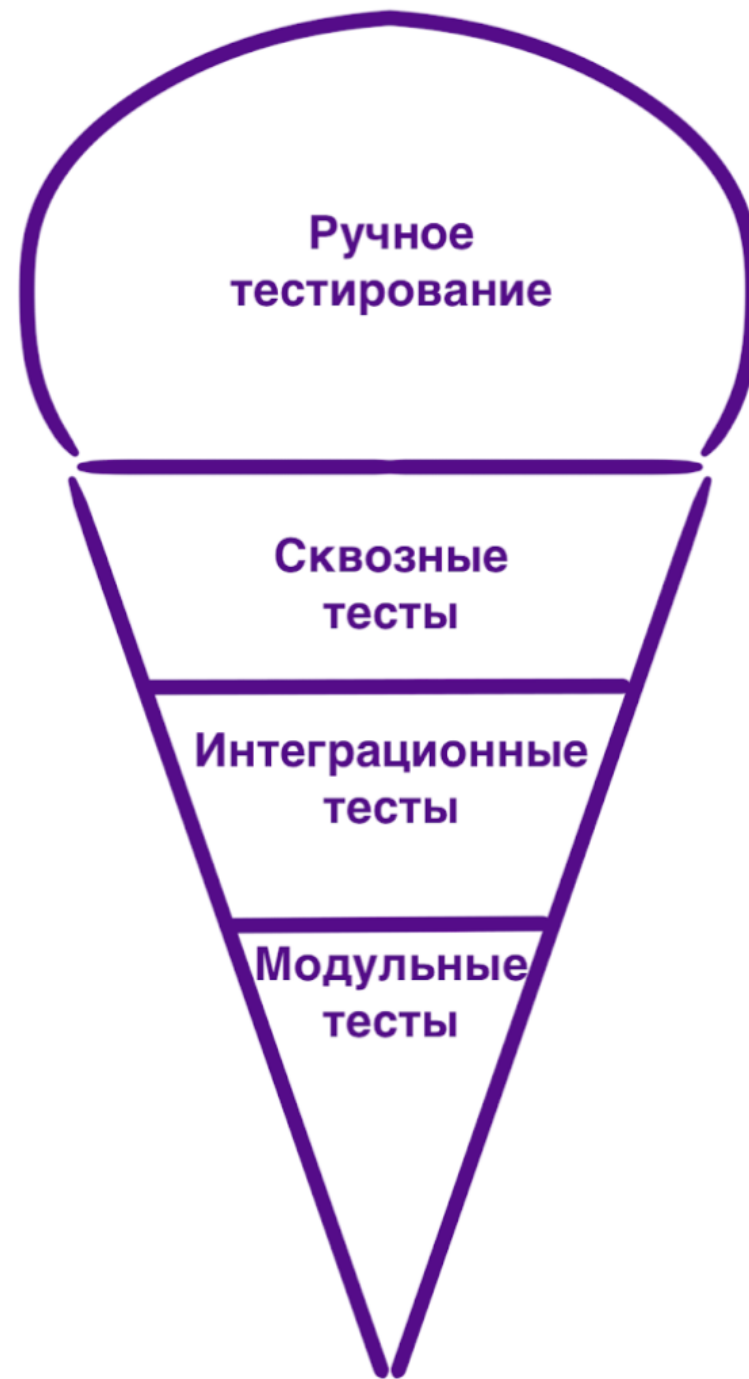 Ручное
тестирование
Сквозные
тесты
Интеграционные
тесты
Модульные
тесты